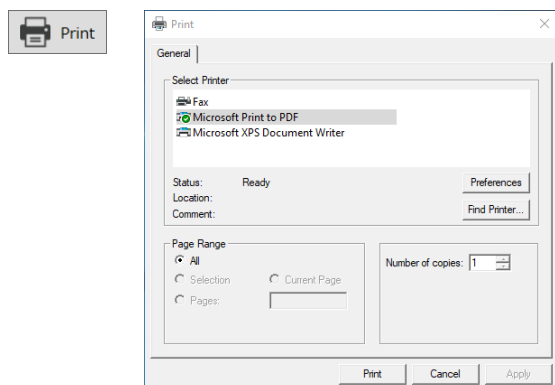 Print
Print
General
Select Printer
Fax
Microsoft Print to PDF
Microsoft XPS Document Writer
Status: Ready
Location:
Comment:
Preferences
Find Printer...
Page Range
All
Selection
Current Page
Pages:
Number of copies: 1
Print
Cancel
Apply